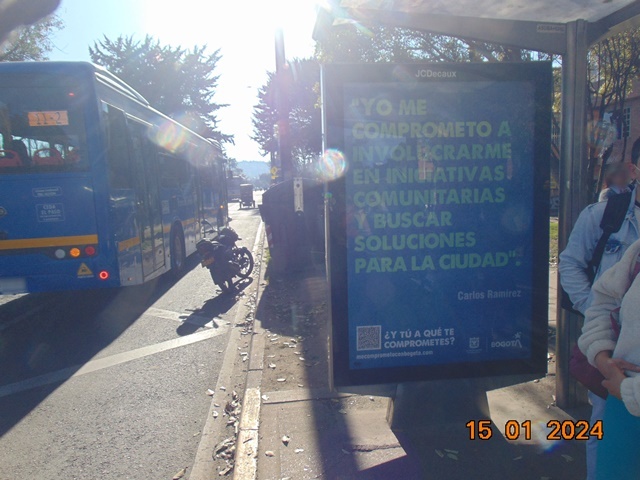 JCDecaux
"YO ME
COMPROMETO A
INVOLUCRARME
EN INICIATIVAS
COMUNITARIAS
Y BUSCAR
SOLUCIONES
PARA LA CIUDAD".
Carlos Ramírez
¿Y TÚ A QUÉ TE
COMPROMETES?
BOGOTÁ
15 01 2024